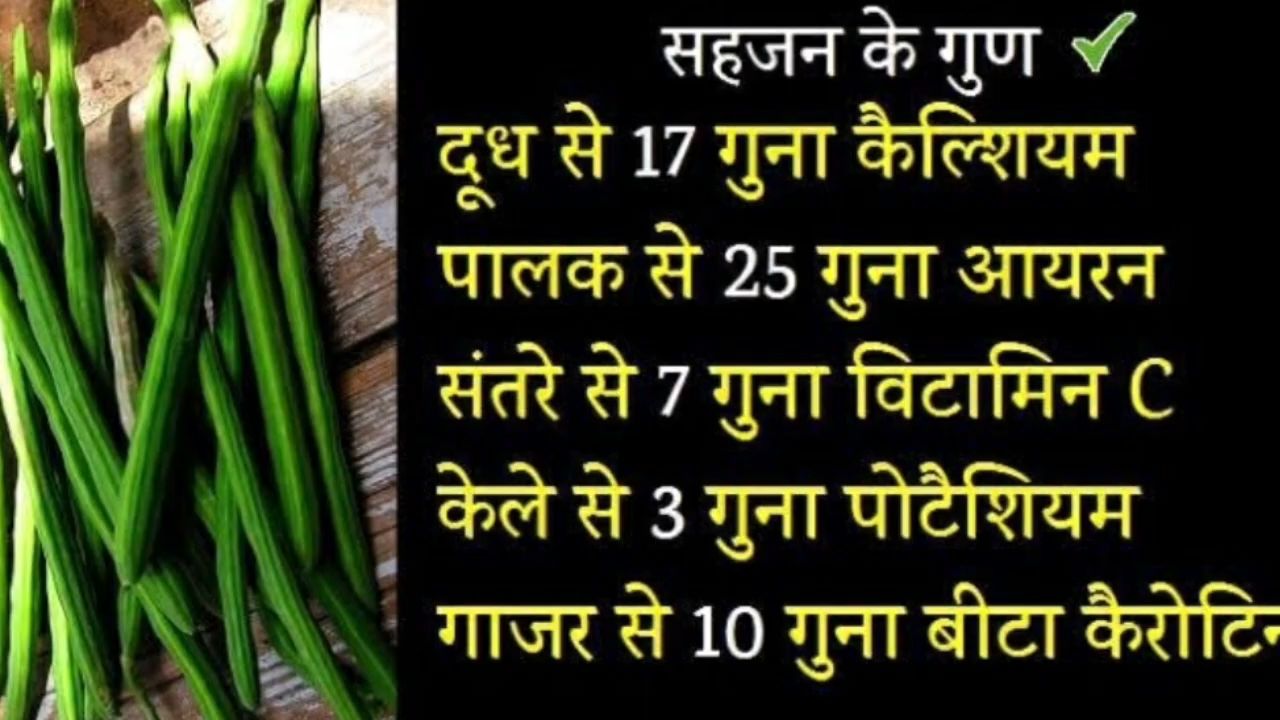 सहजन के गुण
दूध से 17 गुना कैल्शियम
पालक से 25 गुना आयरन
संतरे से 7 गुना विटामिन C
केले से 3 गुना पोटैशियम
गाजर से 10 गुना बीटा कैरोटिन